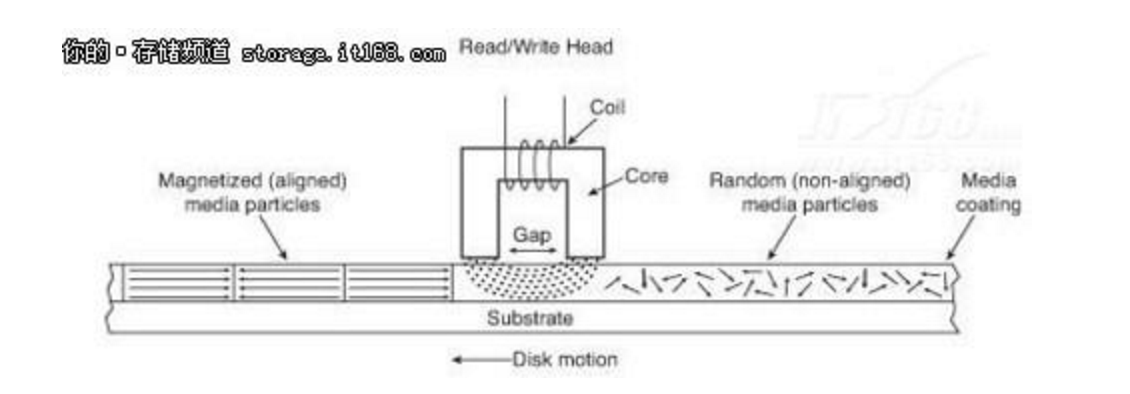 你的·存储频道 storage.it168.com
Read/Write Head
Coil
Core
Magnetized (aligned)
media particles
Random (non-aligned)
media particles
Media
coating
Gap
Substrate
Disk motion